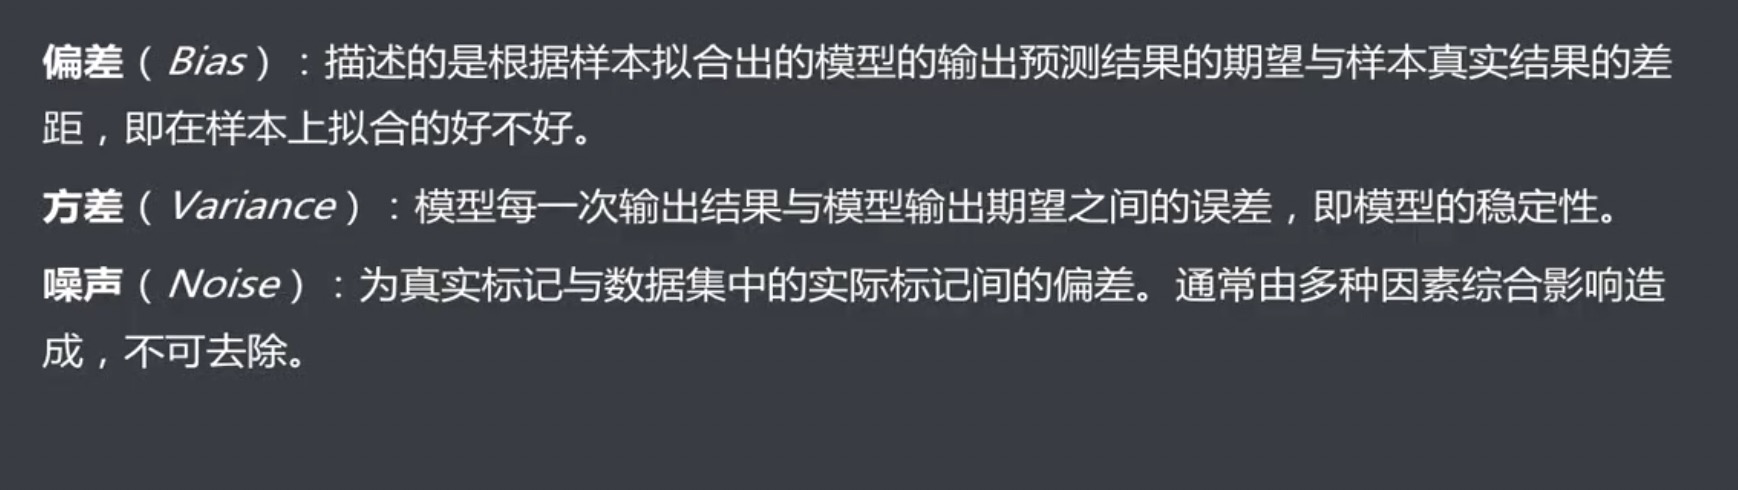 偏差（Bias）：描述的是根据样本拟合出的模型的输出预测结果的期望与样本真实结果的差
距，即在样本上拟合的好不好。
方差（Variance）：模型每一次输出结果与模型输出期望之间的误差，即模型的稳定性。
噪声（Noise）：为真实标记与数据集中的实际标记间的偏差。通常由多种因素综合影响造
成，不可去除。